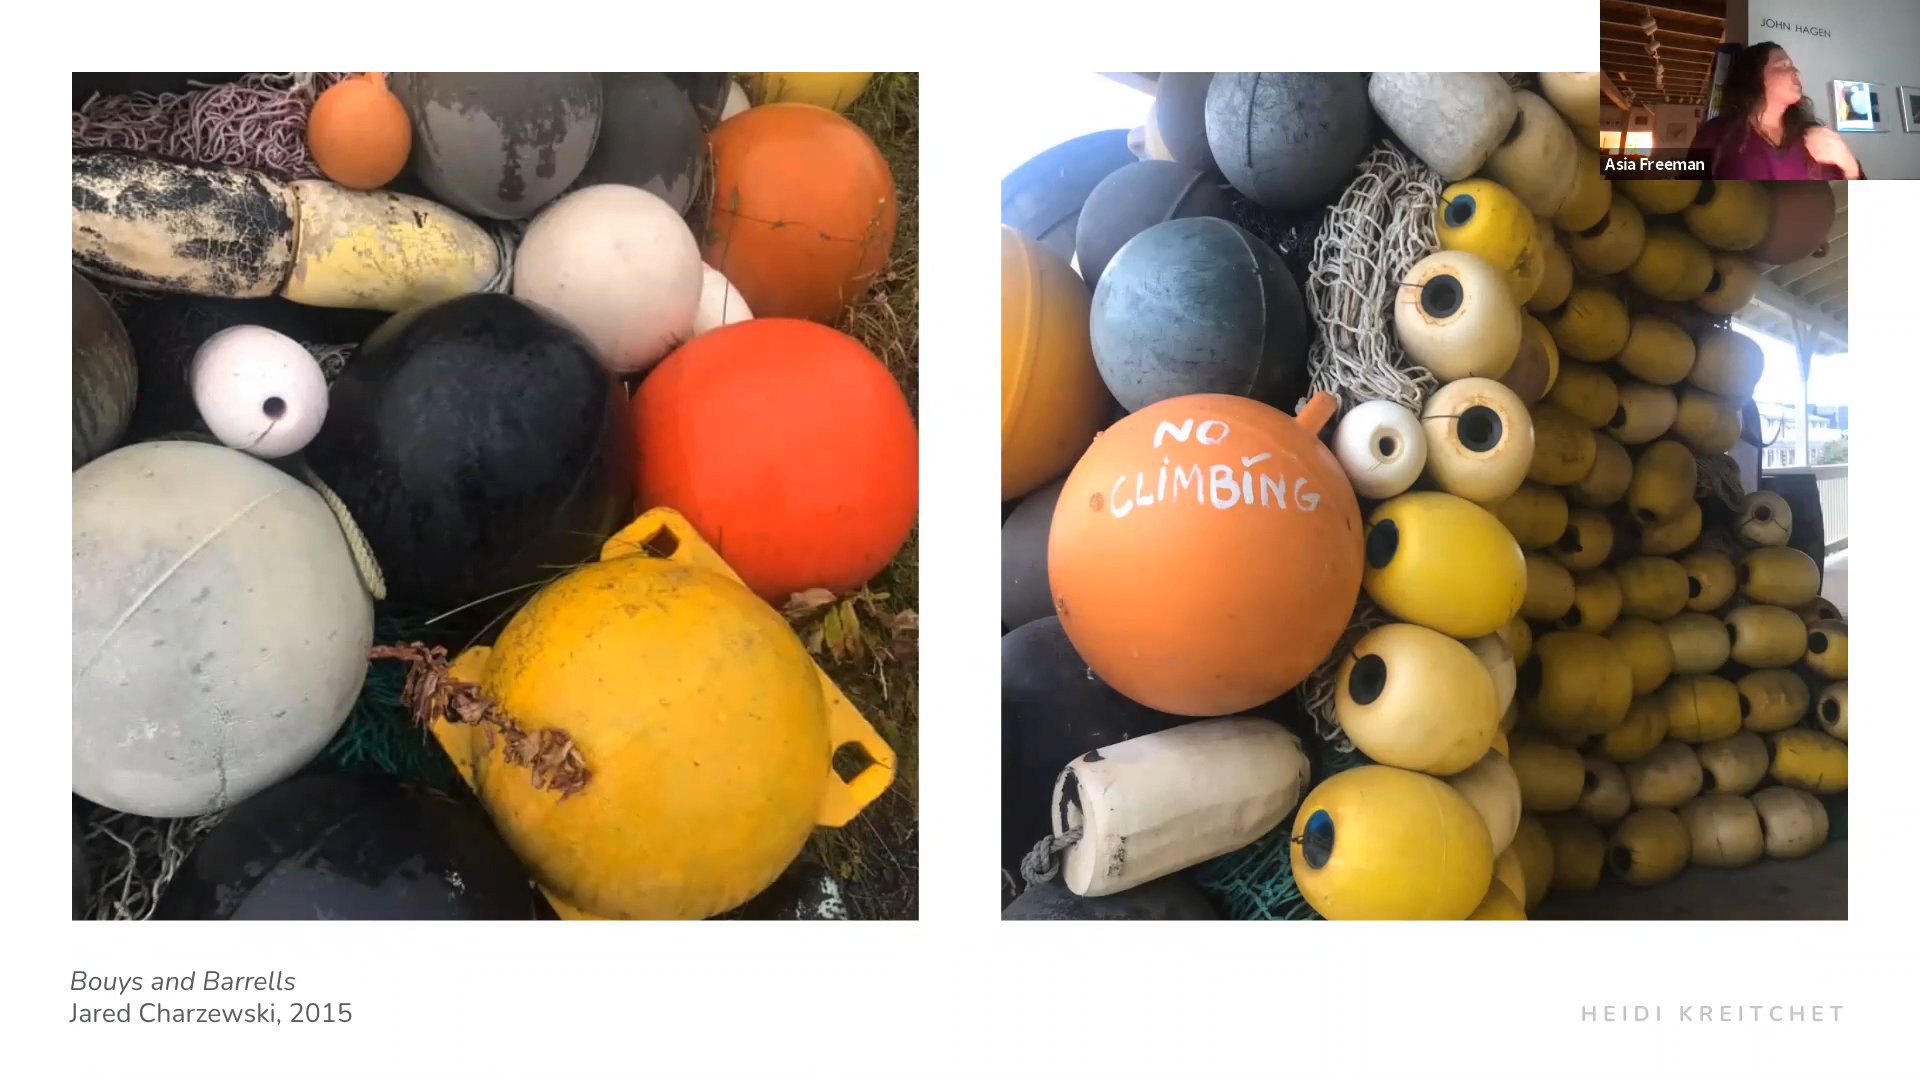 JOHN HAGEN
Asia Freeman
NO
CLIMBING
Bouys and Barrells
Jared Charzewski, 2015
HEIDI KREITCHET